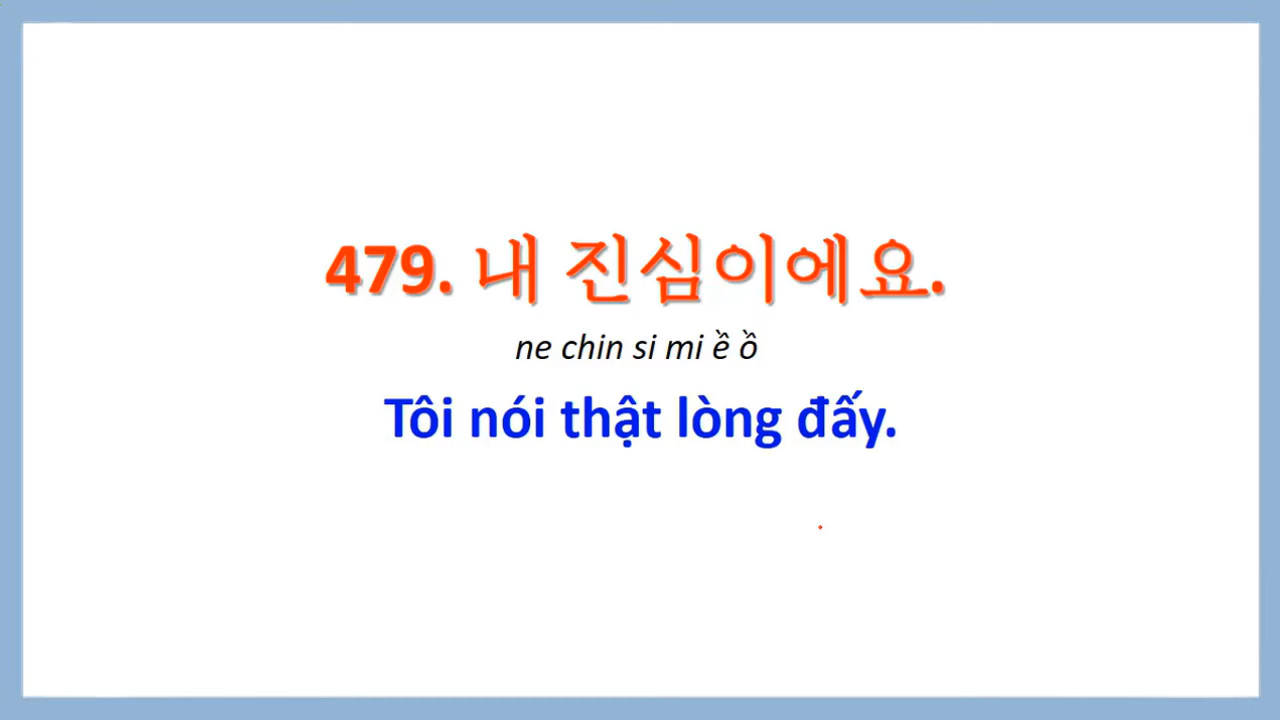 479. 내 진심이에요.
ne chin si mi ề ồ
Tôi nói thật lòng đấy.